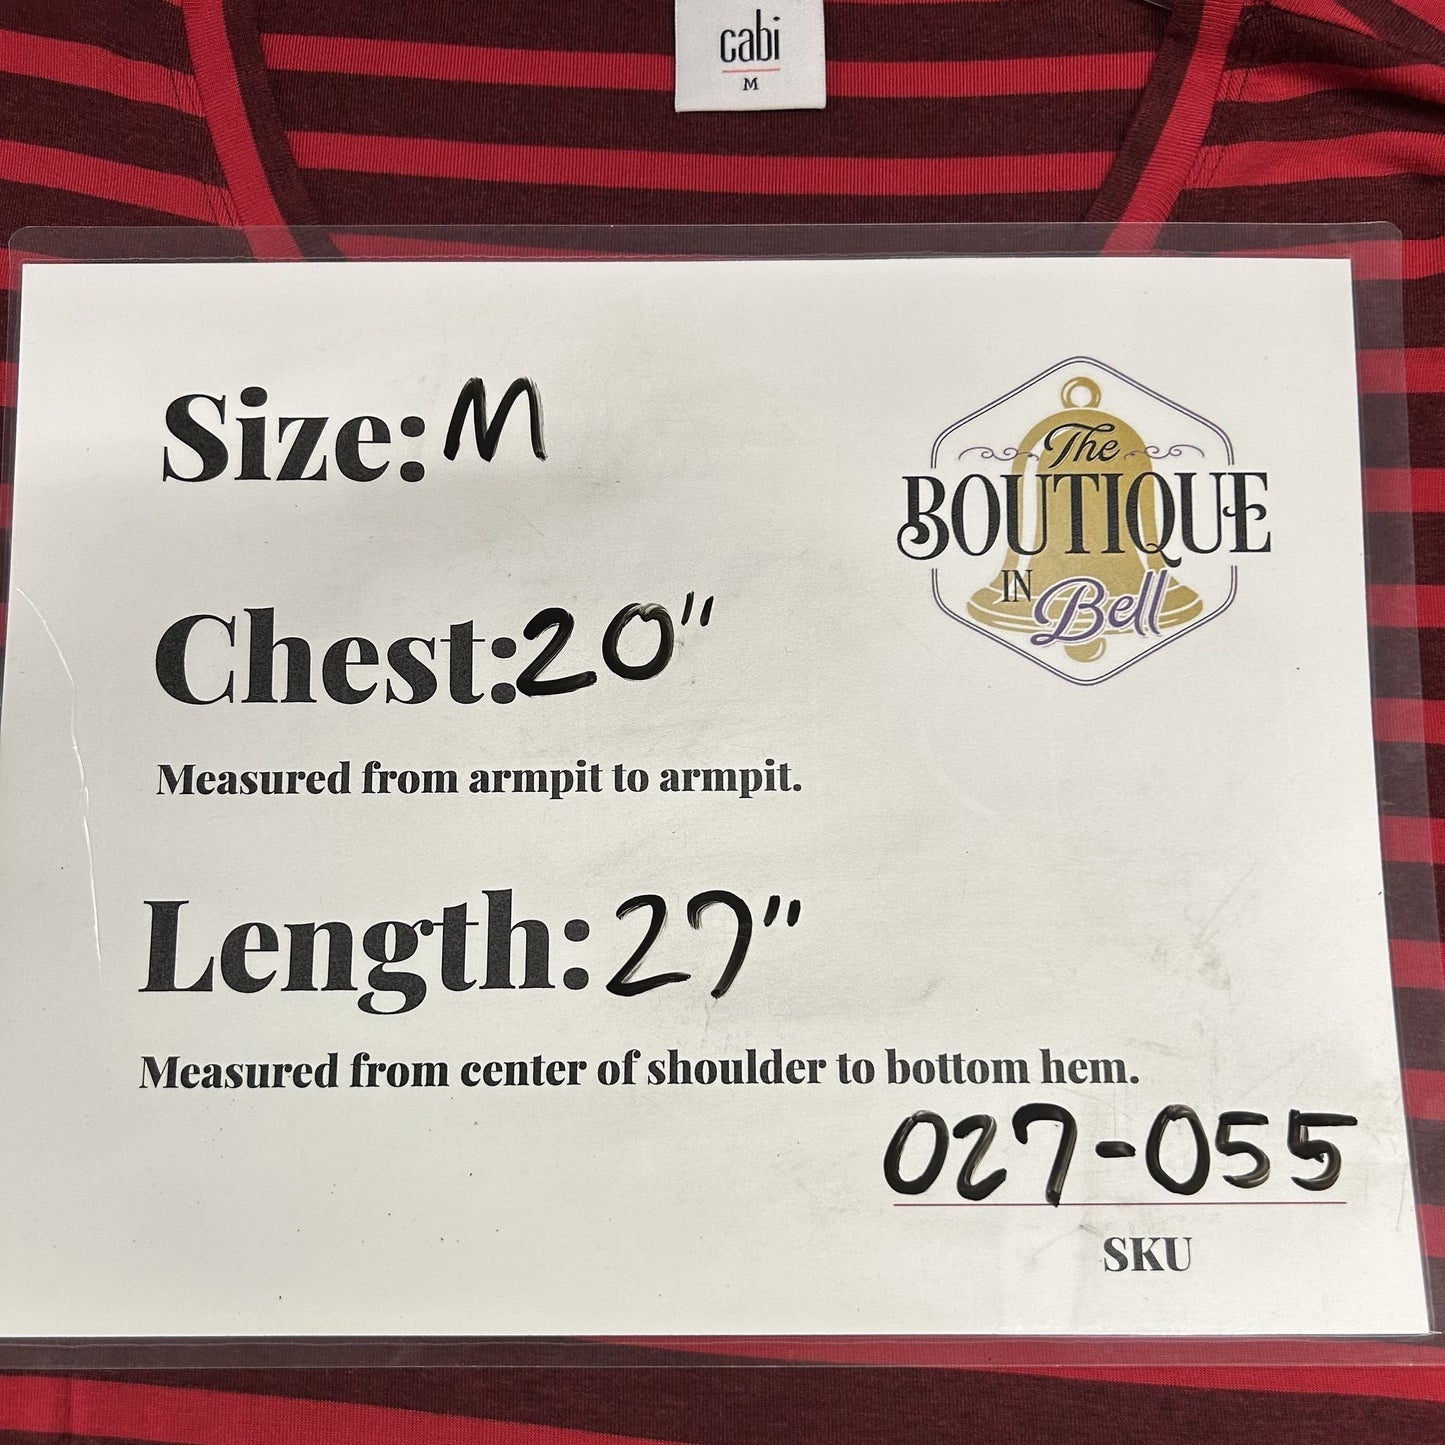 cabi
M
Size: M
The
BOUTIQUE
IN Bell
Chest: 20"
Measured from armpit to armpit.
Length: 27"
Measured from center of shoulder to bottom hem.
027-055
SKU